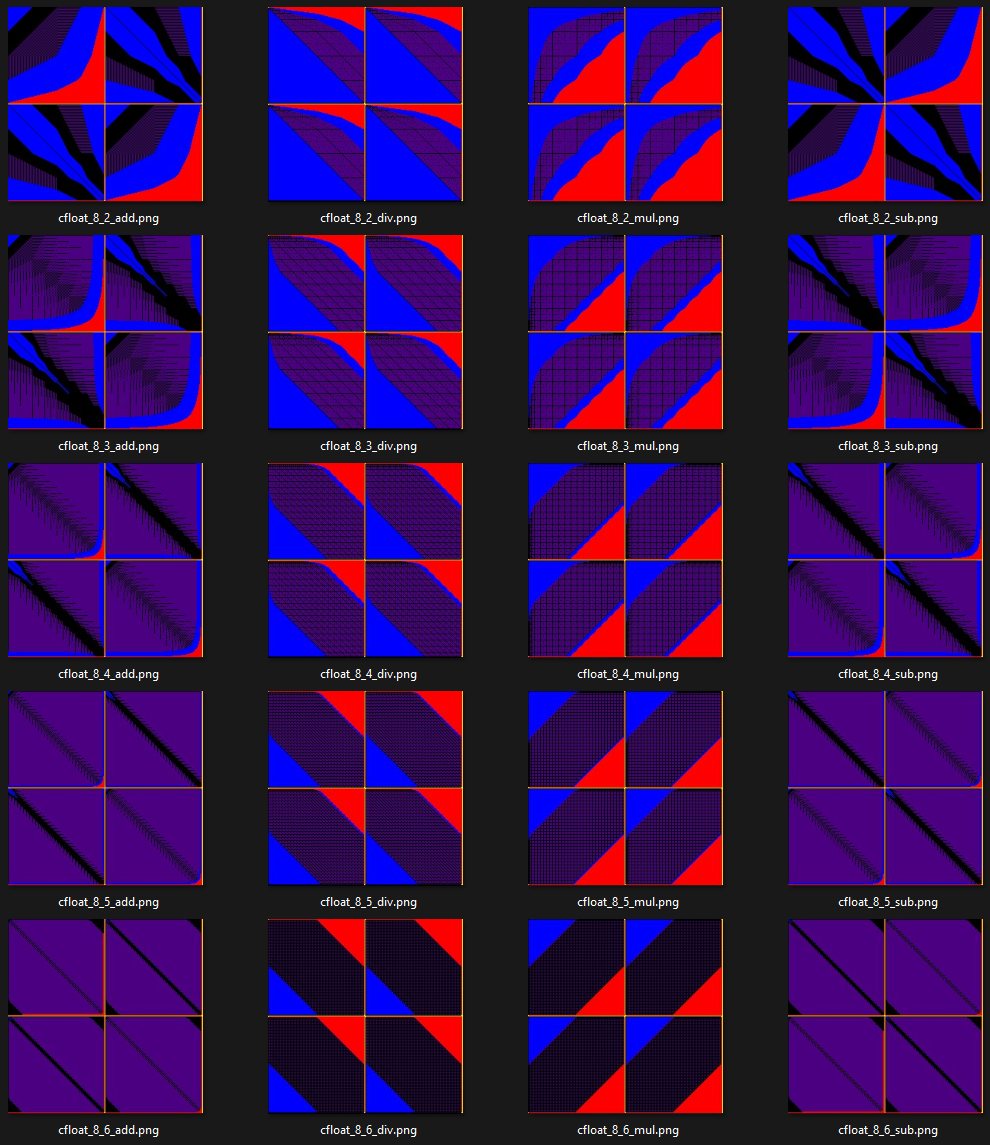 cfloat_8_2_add.png
cfloat_8_2_div.png
cfloat_8_2_mul.png
cfloat_8_2_sub.png
cfloat_8_3_add.png
cfloat_8_3_div.png
cfloat_8_3_mul.png
cfloat_8_3_sub.png
cfloat_8_4_add.png
cfloat_8_4_div.png
cfloat_8_4_mul.png
cfloat_8_4_sub.png
cfloat_8_5_add.png
cfloat_8_5_div.png
cfloat_8_5_mul.png
cfloat_8_5_sub.png
cfloat_8_6_add.png
cfloat_8_6_div.png
cfloat_8_6_mul.png
cfloat_8_6_sub.png